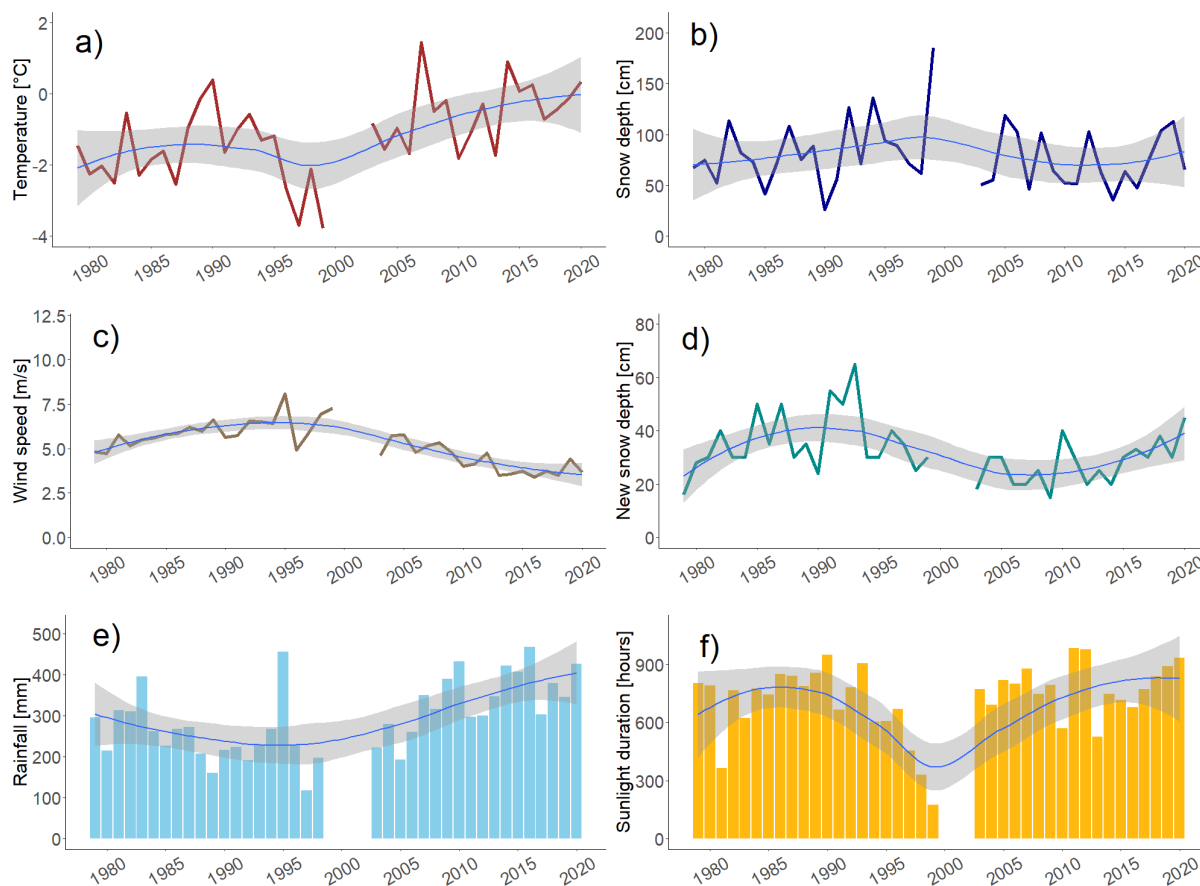 a)
Temperature [°C]
2
0
-2
-4
1980 1985 1990 1995 2000 2005 2010 2015 2020
b)
Snow depth [cm]
200
150
100
50
0
1980 1985 1990 1995 2000 2005 2010 2015 2020
c)
Wind speed [m/s]
12.5
10.0
7.5
5.0
2.5
0.0
1980 1985 1990 1995 2000 2005 2010 2015 2020
d)
New snow depth [cm]
80
60
40
20
0
1980 1985 1990 1995 2000 2005 2010 2015 2020
e)
Rainfall [mm]
500
400
300
200
100
0
1980 1985 1990 1995 2000 2005 2010 2015 2020
f)
Sunlight duration [hours]
900
600
300
0
1980 1985 1990 1995 2000 2005 2010 2015 2020